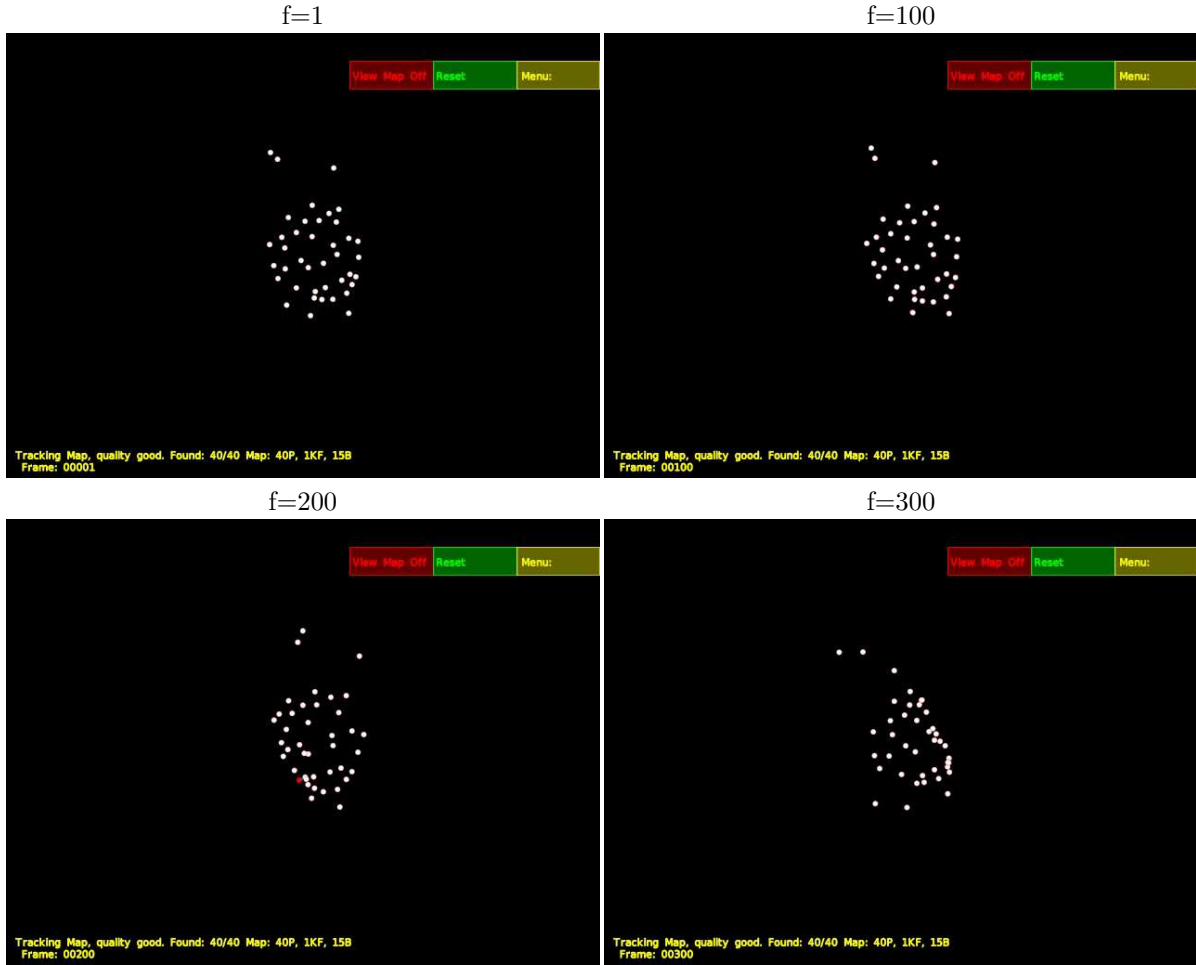 f=1
f=100
View Map Off Reset Menu:
View Map Off Reset Menu:
Tracking Map, quality good. Found: 40/40 Map: 40P, 1KF, 15B
Frame: 00001
Tracking Map, quality good. Found: 40/40 Map: 40P, 1KF, 15B
Frame: 00100
f=200
f=300
View Map Off Reset Menu:
View Map Off Reset Menu:
Tracking Map, quality good. Found: 40/40 Map: 40P, 1KF, 15B
Frame: 00200
Tracking Map, quality good. Found: 40/40 Map: 40P, 1KF, 15B
Frame: 00300